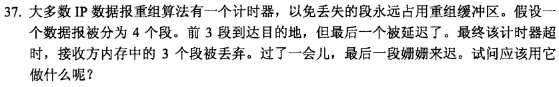 37. 大多数 IP 数据报重组算法有一个计时器，以免丢失的段永远占用重组缓冲区。假设一
个数据报被分为 4 个段。前 3 段到达目的地，但最后一个被延迟了。最终该计时器超
时，接收方内存中的 3 个段被丢弃。过了一会儿，最后一段姗姗来迟。试问应该用它
做什么呢？